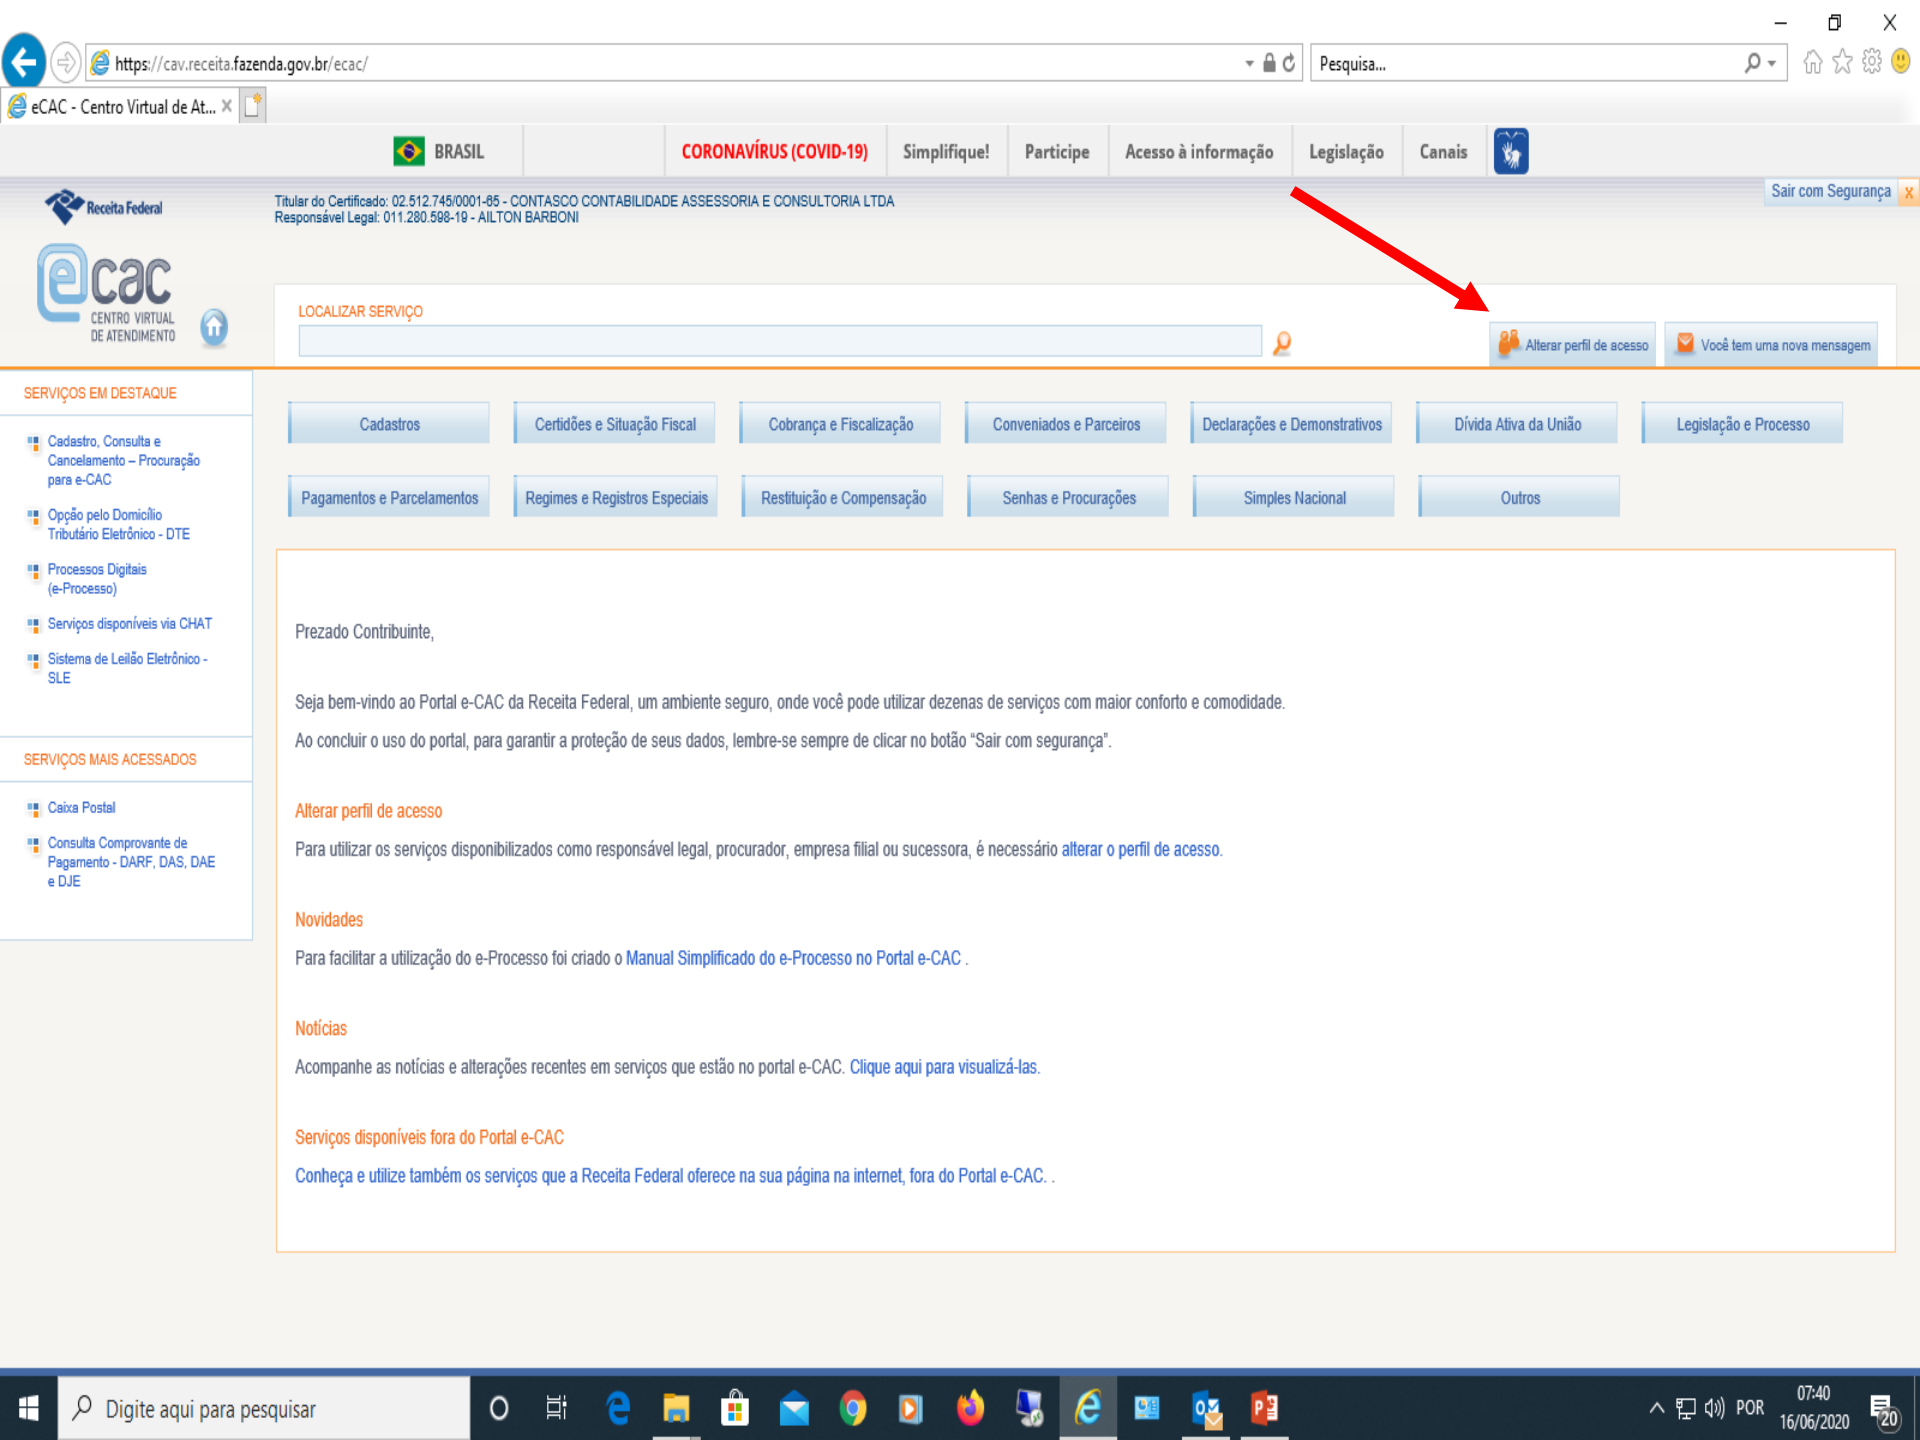 https://cav.receita.fazenda.gov.br/ecac/
Pesquisa...
eCAC - Centro Virtual de At...
BRASIL
CORONAVÍRUS (COVID-19)
Simplifique!
Participe
Acesso à informação
Legislação
Canais
Receita Federal
Titular do Certificado: 02.512.745/0001-85 - CONTASCO CONTABILIDADE ASSESSORIA E CONSULTORIA LTDA
Responsável Legal: 011.280.598-19 - AILTON BARBONI
Sair com Segurança X
ecac
CENTRO VIRTUAL
DE ATENDIMENTO
LOCALIZAR SERVIÇO
Alterar perfil de acesso
Você tem uma nova mensagem
SERVIÇOS EM DESTAQUE
Cadastro, Consulta e
Cancelamento – Procuração
para e-CAC
Opção pelo Domicílio
Tributário Eletrônico - DTE
Processos Digitais
(e-Processo)
Serviços disponíveis via CHAT
Sistema de Leilão Eletrônico -
SLE
SERVIÇOS MAIS ACESSADOS
Caixa Postal
Consulta Comprovante de
Pagamento - DARF, DAS, DAE
e DJE
Cadastros
Certidões e Situação Fiscal
Cobrança e Fiscalização
Conveniados e Parceiros
Declarações e Demonstrativos
Dívida Ativa da União
Legislação e Processo
Pagamentos e Parcelamentos
Regimes e Registros Especiais
Restituição e Compensação
Senhas e Procurações
Simples Nacional
Outros
Prezado Contribuinte,
Seja bem-vindo ao Portal e-CAC da Receita Federal, um ambiente seguro, onde você pode utilizar dezenas de serviços com maior conforto e comodidade.
Ao concluir o uso do portal, para garantir a proteção de seus dados, lembre-se sempre de clicar no botão “Sair com segurança”.
Alterar perfil de acesso
Para utilizar os serviços disponibilizados como responsável legal, procurador, empresa filial ou sucessora, é necessário alterar o perfil de acesso.
Novidades
Para facilitar a utilização do e-Processo foi criado o Manual Simplificado do e-Processo no Portal e-CAC .
Notícias
Acompanhe as notícias e alterações recentes em serviços que estão no portal e-CAC. Clique aqui para visualizá-las.
Serviços disponíveis fora do Portal e-CAC
Conheça e utilize também os serviços que a Receita Federal oferece na sua página na internet, fora do Portal e-CAC. .
Digite aqui para pesquisar
POR
07:40
16/06/2020
20